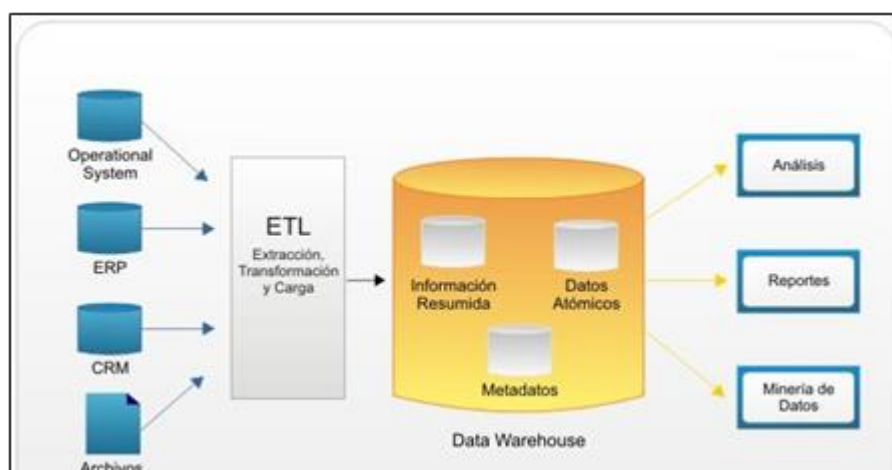 Operational
System
ERP
CRM
Archivos
ETL
Extracción,
Transformación
y Carga
Información
Resumida
Datos
Atómicos
Metadatos
Data Warehouse
Análisis
Reportes
Minería de
Datos